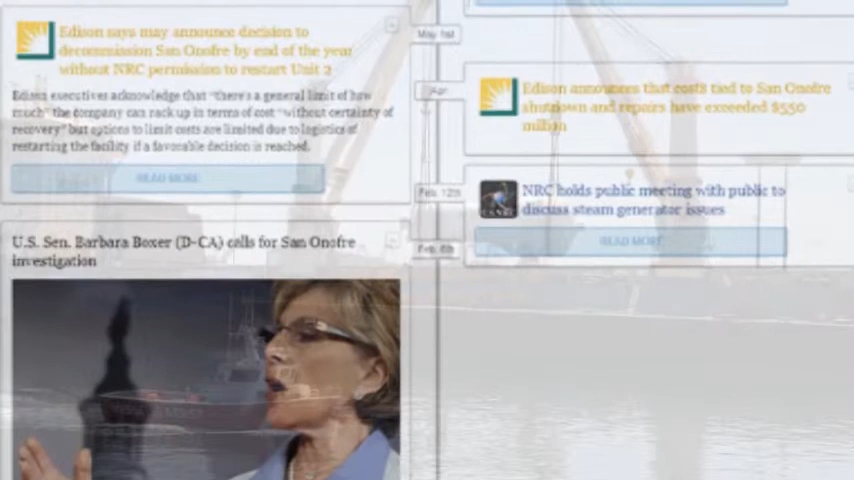 Edison says may announce decision to
decommission San Onofre by end of the year
without NRC permission to restart Unit 2
Edison executives acknowledge that "there's a general limit of how
much" the company can rack up in terms of cost "without certainty of
recovery" but options to limit costs are limited due to logistics of
restarting the facility if a favorable decision is reached.
READ MORE
U.S. Sen. Barbara Boxer (D-CA) calls for San Onofre
investigation
May 1st
Apr.
Feb. 12th
Feb. 6th
Edison announces that costs tied to San Onofre
shutdown and repairs have exceeded $550
million
NRC holds public meeting with public to
discuss steam generator issues
READ MORE